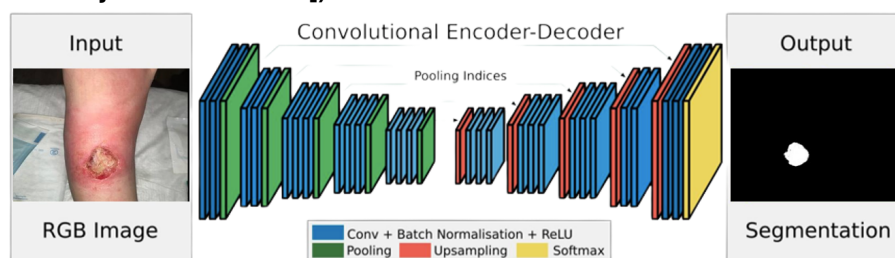 Input
Convolutional Encoder-Decoder
Output
Pooling Indices
RGB Image
Segmentation
Conv + Batch Normalisation + ReLU
Pooling Upsampling Softmax